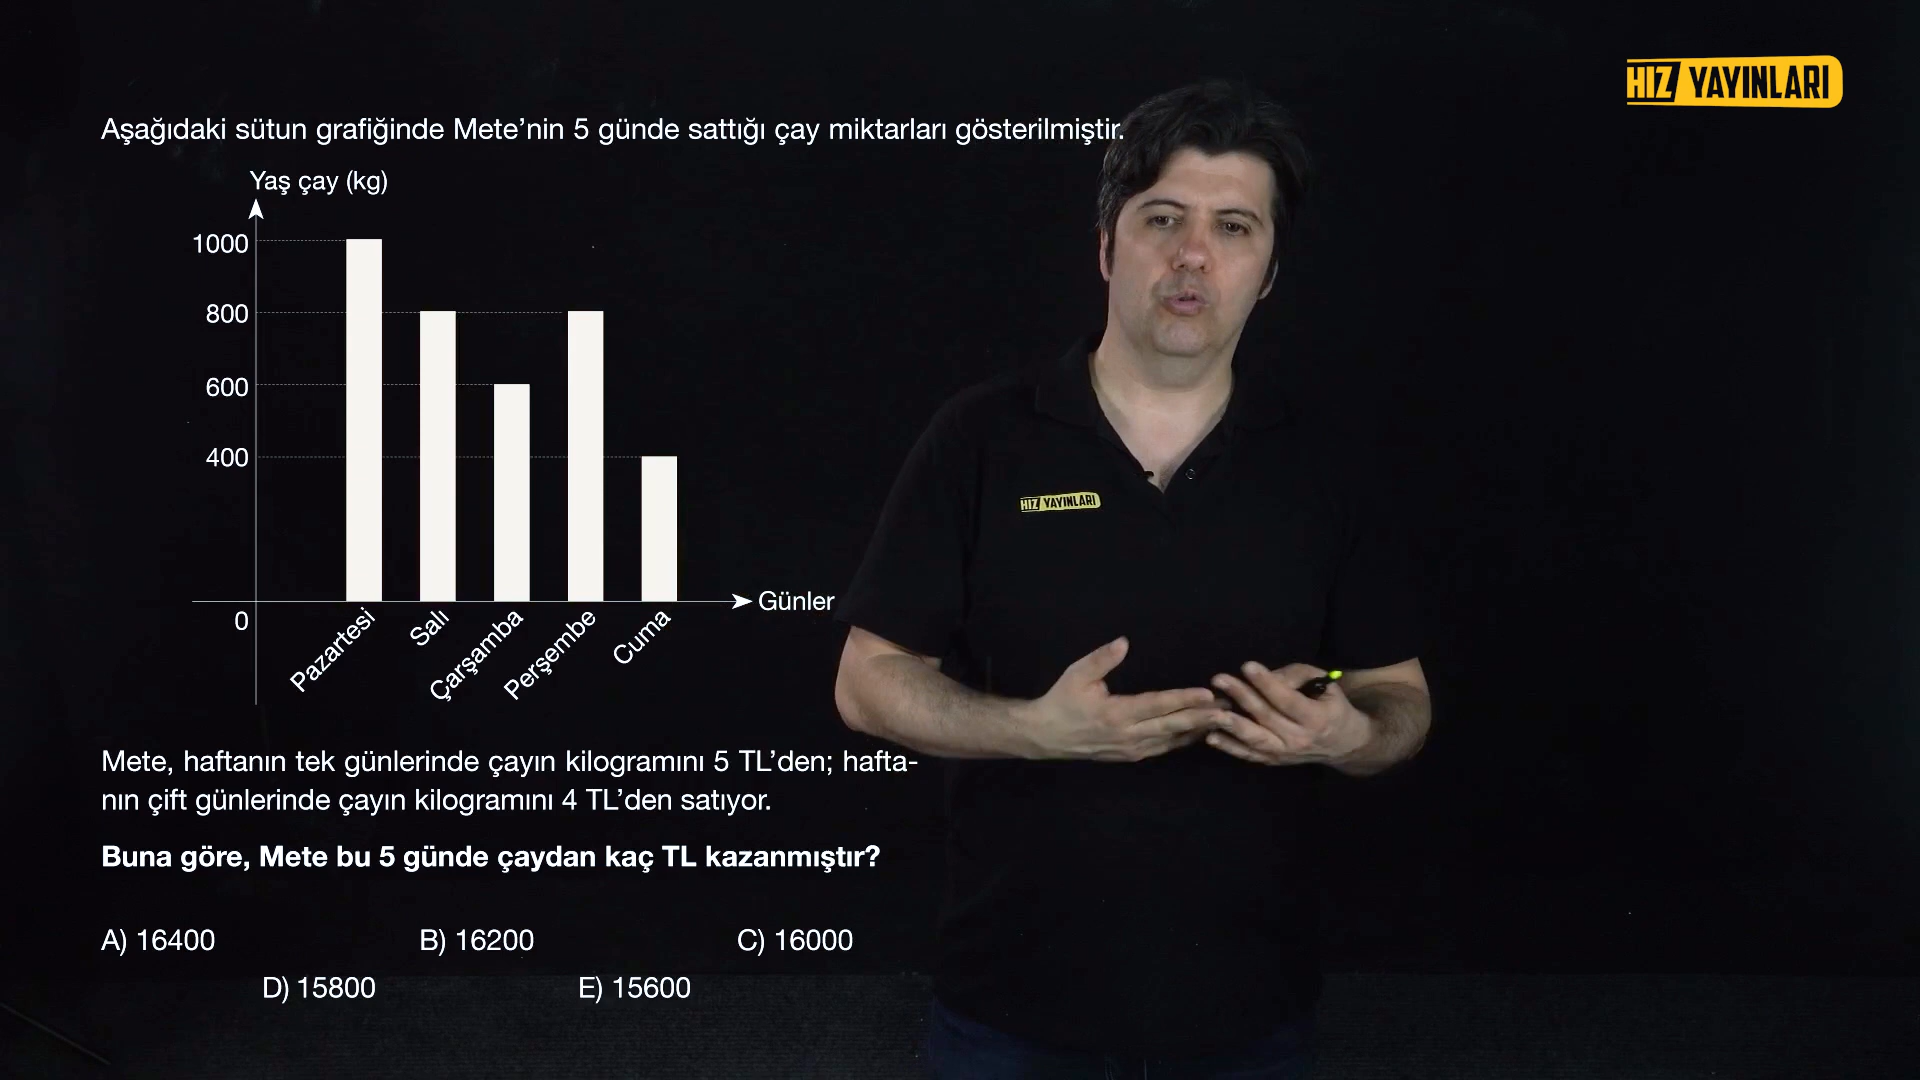 HIZ YAYINLARI
Aşağıdaki sütun grafiğinde Mete’nin 5 günde sattığı çay miktarları gösterilmiştir.
Yaş çay (kg)
1000
800
600
400
0
Günler
Pazartesi
Salı
Çarşamba
Perşembe
Cuma
HIZ YAYINLARI
Mete, haftanın tek günlerinde çayın kilogramını 5 TL’den; hafta-
nın çift günlerinde çayın kilogramını 4 TL’den satıyor.
Buna göre, Mete bu 5 günde çaydan kaç TL kazanmıştır?
A) 16400 B) 16200 C) 16000
D) 15800 E) 15600